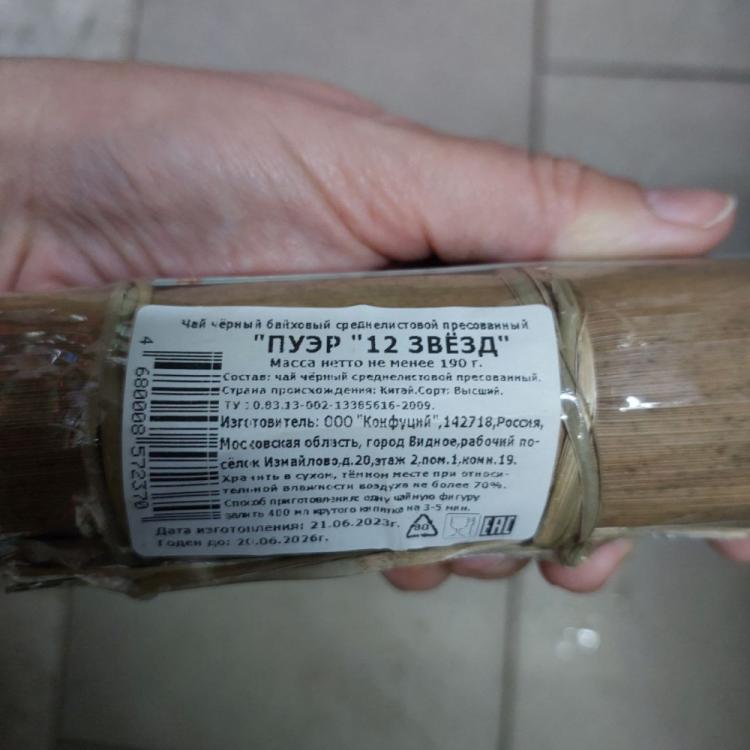 Чай чёрный байховый среднелистовой пресованный
"ПУЭР "12 ЗВЁЗД"
Масса нетто не менее 190 г.
Состав: чай чёрный среднелистовой пресованный.
Страна происхождения: Китай.Сорт: Высший.
ТУ 10.83.13-002-13385616-2009.
Изготовитель: ООО "Конфуций",142718,Россия,
Московская область, город Видное,рабочий по-
сёлок Измайлово,д.20,этаж 2,пом.1,комн.19.
Хранить в сухом, тёмном месте при относи-
тельной влажности воздуха не более 70%.
Способ приготовления: одну чайную фигуру
залить 400 мл крутого кипятка на 3-5 мин.
Дата изготовления: 21.06.2023г.
Годен до: 20.06.2026г.
EAC
4 680008 572370